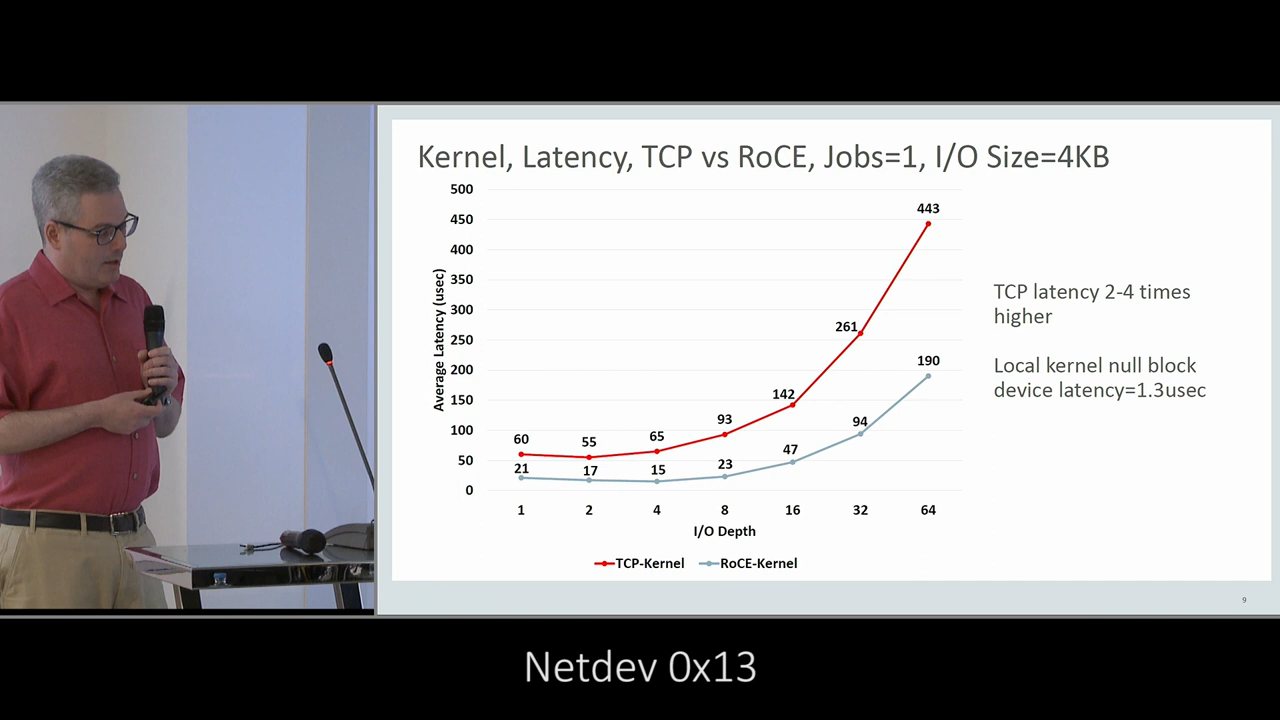 Kernel, Latency, TCP vs RoCE, Jobs=1, I/O Size=4KB
500
450
400
350
300
250
200
150
100
50
0
Average Latency (usec)
443
261
190
142
93
94
60
55
65
47
21
17
15
23
1 2 4 8 16 32 64
I/O Depth
TCP-Kernel RoCE-Kernel
TCP latency 2-4 times
higher
Local kernel null block
device latency=1.3usec
9
Netdev 0x13